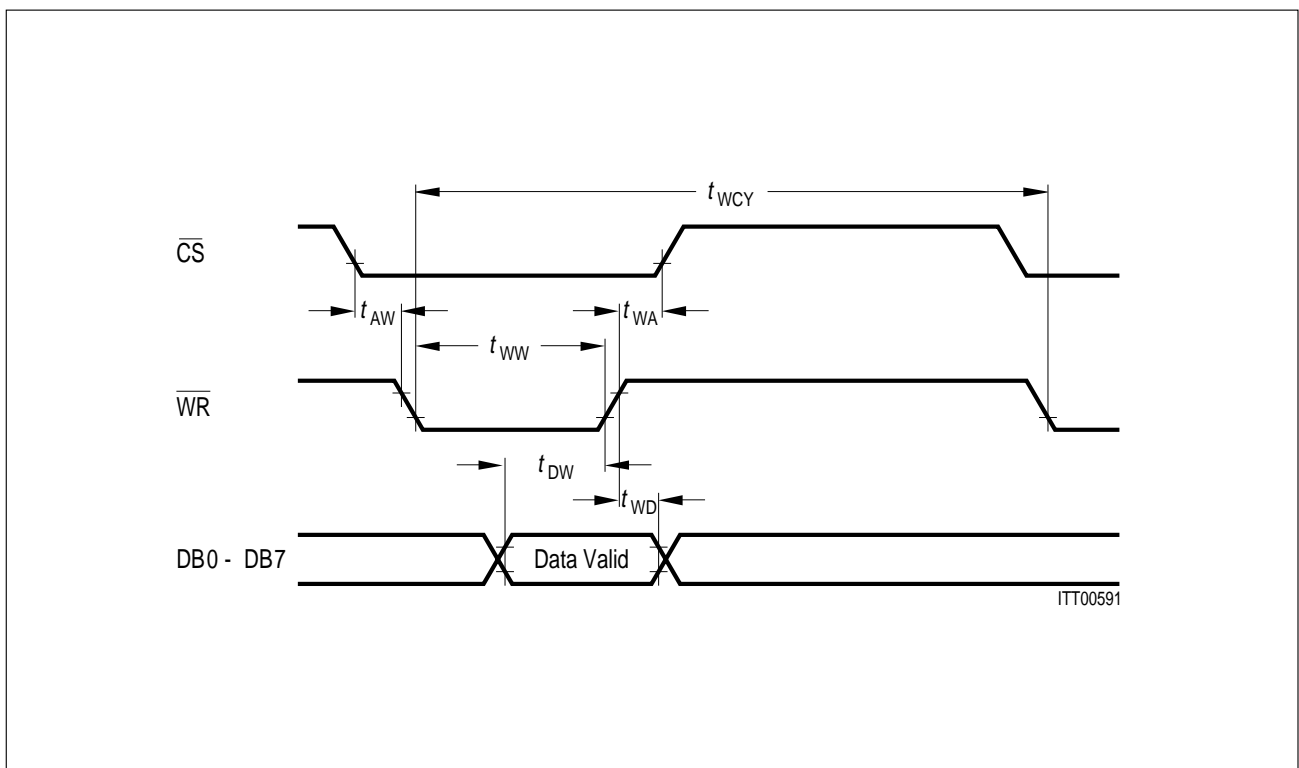 t WCY
CS
t AW
t WA
t WW
WR
t DW
t WD
DB0 - DB7
Data Valid
ITT00591